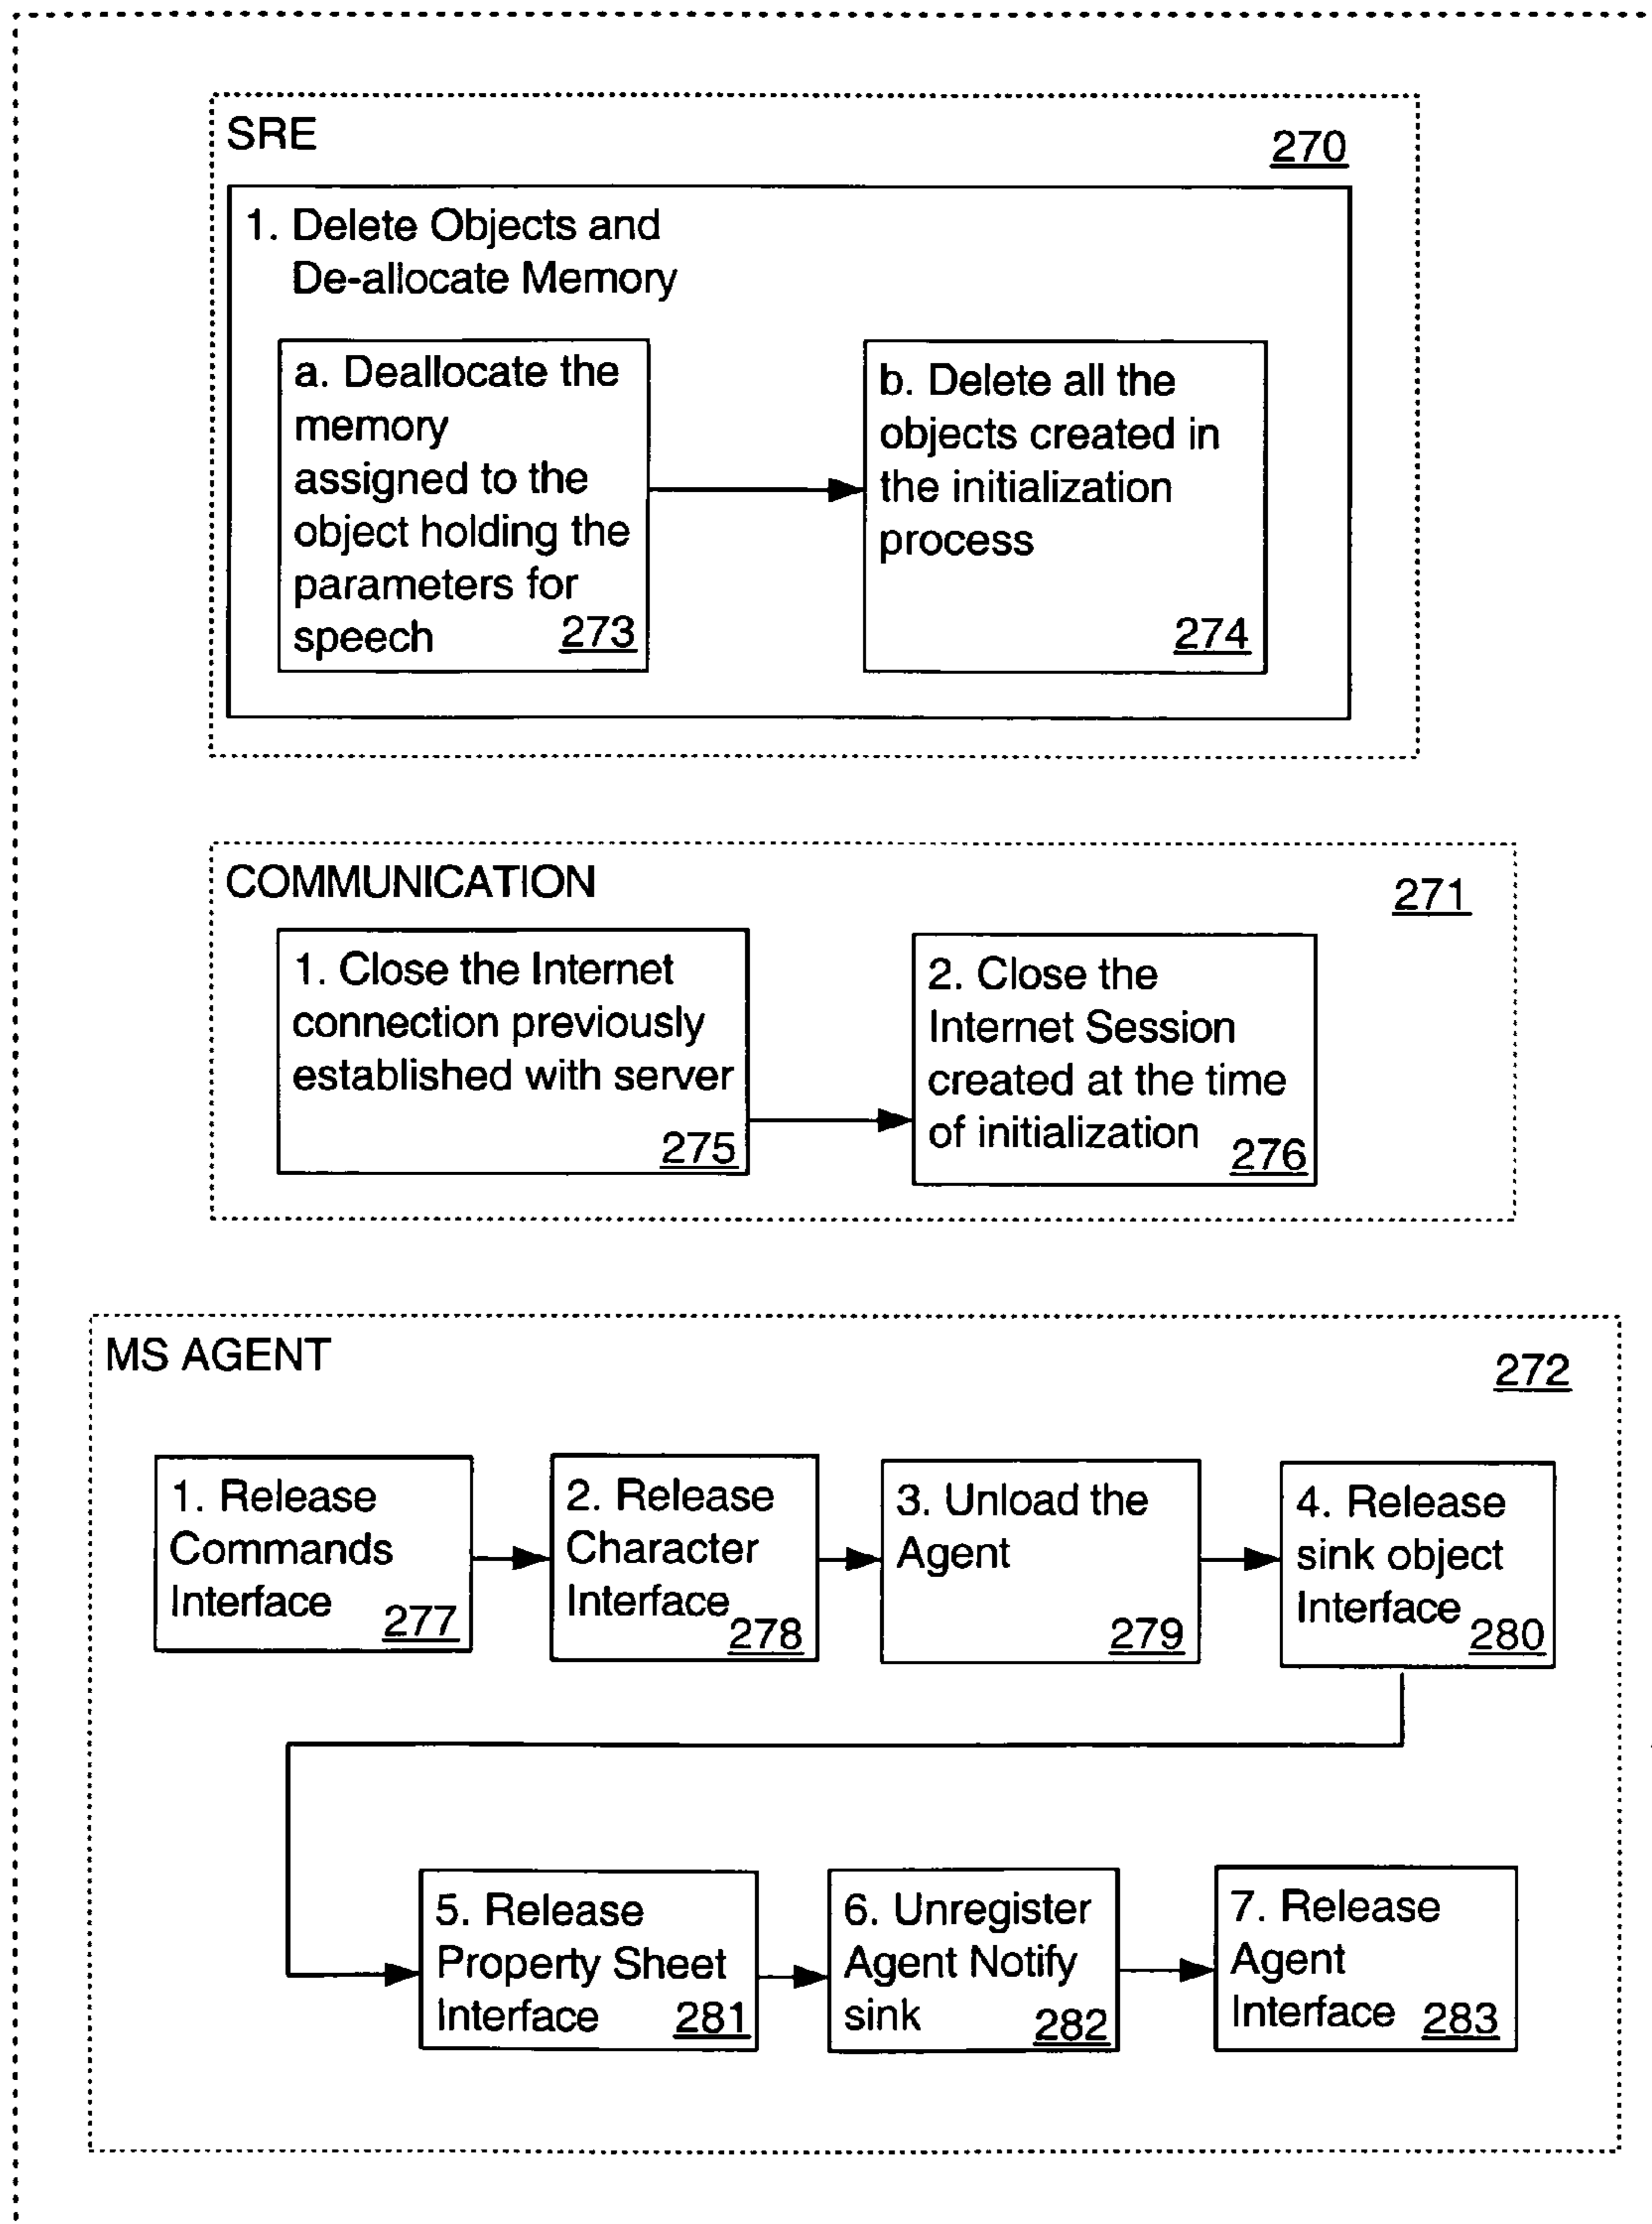 SRE
270
1. Delete Objects and
De-allocate Memory
a. Deallocate the
memory
assigned to the
object holding the
parameters for
speech 273
b. Delete all the
objects created in
the initialization
process
274
COMMUNICATION
271
1. Close the Internet
connection previously
established with server
275
2. Close the
Internet Session
created at the time
of initialization 276
MS AGENT
272
1. Release
Commands
Interface 277
2. Release
Character
Interface 278
3. Unload the
Agent
279
4. Release
sink object
Interface 280
5. Release
Property Sheet
Interface 281
6. Unregister
Agent Notify
sink 282
7. Release
Agent
Interface 283